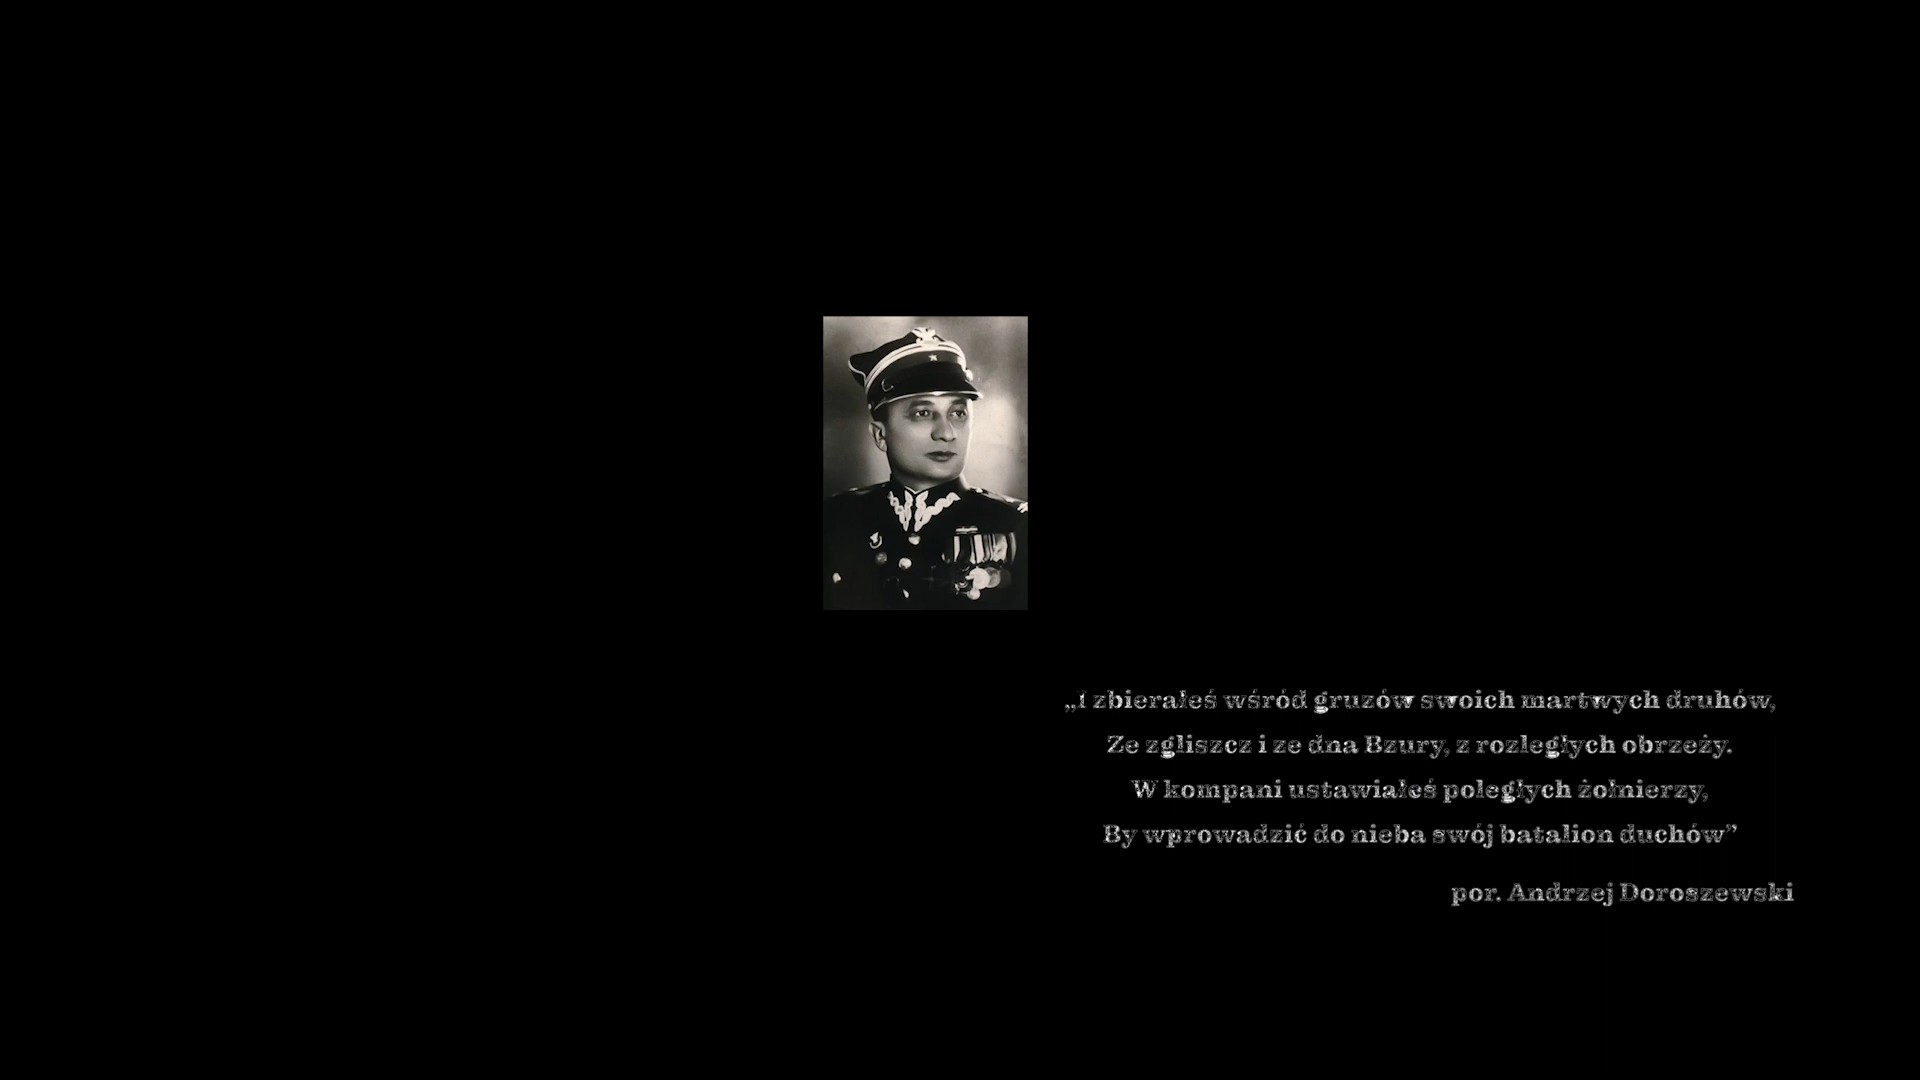 „I zbierałeś wśród gruzów swoich martwych druhów,
Ze zgliszcz i ze dna Bzury, z rozległych obrzeży.
W kompani ustawiałeś poległych żołnierzy,
By wprowadzić do nieba swój batalion duchów”
por. Andrzej Doroszewski